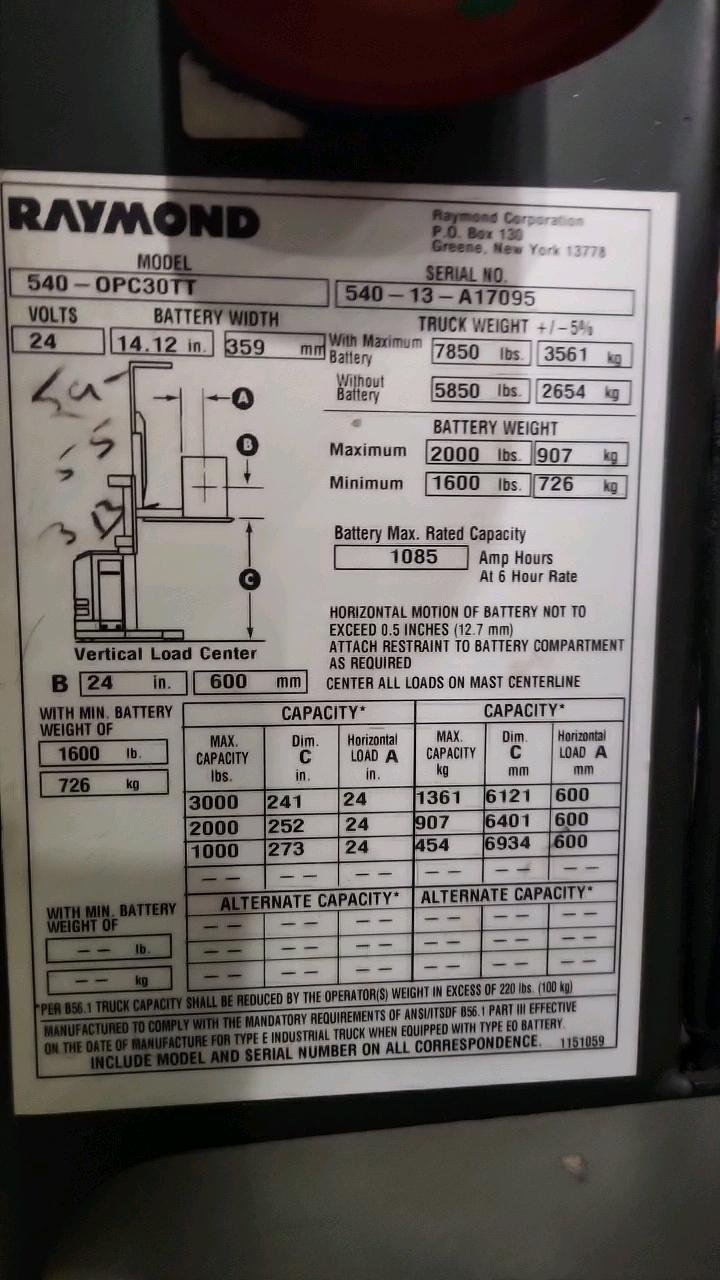 RAYMOND
Raymond Corporation
P.O. Box 130
Greene, New York 13778
MODEL
540-OPC30TT
SERIAL NO.
540-13-A17095
VOLTS
24
BATTERY WIDTH
14.12 in. 359 mm
TRUCK WEIGHT +/-5%
With Maximum Battery 7850 lbs. 3561 kg
Without Battery 5850 lbs. 2654 kg
BATTERY WEIGHT
Maximum 2000 lbs. 907 kg
Minimum 1600 lbs. 726 kg
A
B
C
Battery Max. Rated Capacity
1085 Amp Hours
At 6 Hour Rate
HORIZONTAL MOTION OF BATTERY NOT TO
EXCEED 0.5 INCHES (12.7 mm)
ATTACH RESTRAINT TO BATTERY COMPARTMENT
AS REQUIRED
CENTER ALL LOADS ON MAST CENTERLINE
Vertical Load Center
B 24 in. 600 mm
WITH MIN. BATTERY
WEIGHT OF
1600 lb.
726 kg
CAPACITY* CAPACITY*
MAX. CAPACITY lbs. Dim. C in. Horizontal LOAD A in. MAX. CAPACITY kg Dim. C mm Horizontal LOAD A mm
3000 241 24 1361 6121 600
2000 252 24 907 6401 600
1000 273 24 454 6934 600
-- -- -- -- -- --
ALTERNATE CAPACITY* ALTERNATE CAPACITY*
WITH MIN. BATTERY
WEIGHT OF
-- lb.
-- kg
-- -- -- -- -- --
-- -- -- -- -- --
-- -- -- -- -- --
*PER B56.1 TRUCK CAPACITY SHALL BE REDUCED BY THE OPERATOR(S) WEIGHT IN EXCESS OF 220 lbs. (100 kg)
MANUFACTURED TO COMPLY WITH THE MANDATORY REQUIREMENTS OF ANSI/ITSDF B56.1 PART III EFFECTIVE
ON THE DATE OF MANUFACTURE FOR TYPE E INDUSTRIAL TRUCK WHEN EQUIPPED WITH TYPE EO BATTERY.
INCLUDE MODEL AND SERIAL NUMBER ON ALL CORRESPONDENCE. 1151059